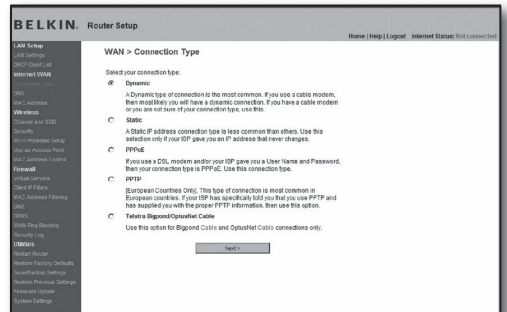 BELKIN. Router Setup
Home | Help | Logout Internet Status: Not connected
LAN Setup
LAN Settings
DHCP Client List
Internet WAN
Connection Type
DNS
MAC Address
Wireless
Channel and SSID
Security
Wi-Fi Protected Setup
Use as Access Point
MAC Address Control
Firewall
Virtual Servers
Client IP Filters
MAC Address Filtering
DMZ
DDNS
WAN Ping Blocking
Security Log
Utilities
Restart Router
Restore Factory Defaults
Save/Backup Settings
Restore Previous Settings
Firmware Update
System Settings
WAN > Connection Type
Select your connection type:
Dynamic
A Dynamic type of connection is the most common. If you use a cable modem,
then most likely you will have a dynamic connection. If you have a cable modem
or you are not sure of your connection type, use this.
Static
A Static IP address connection type is less common than others. Use this
selection only if your ISP gave you an IP address that never changes.
PPPoE
If you use a DSL modem and/or your ISP gave you a User Name and Password,
then your connection type is PPPoE. Use this connection type.
PPTP
[European Countries Only]. This type of connection is most common in
European countries. If your ISP has specifically told you that you use PPTP and
has supplied you with the proper PPTP information, then use this option.
Telstra Bigpond/OptusNet Cable
Use this option for Bigpond Cable and OptusNet Cable connections only.
Next >